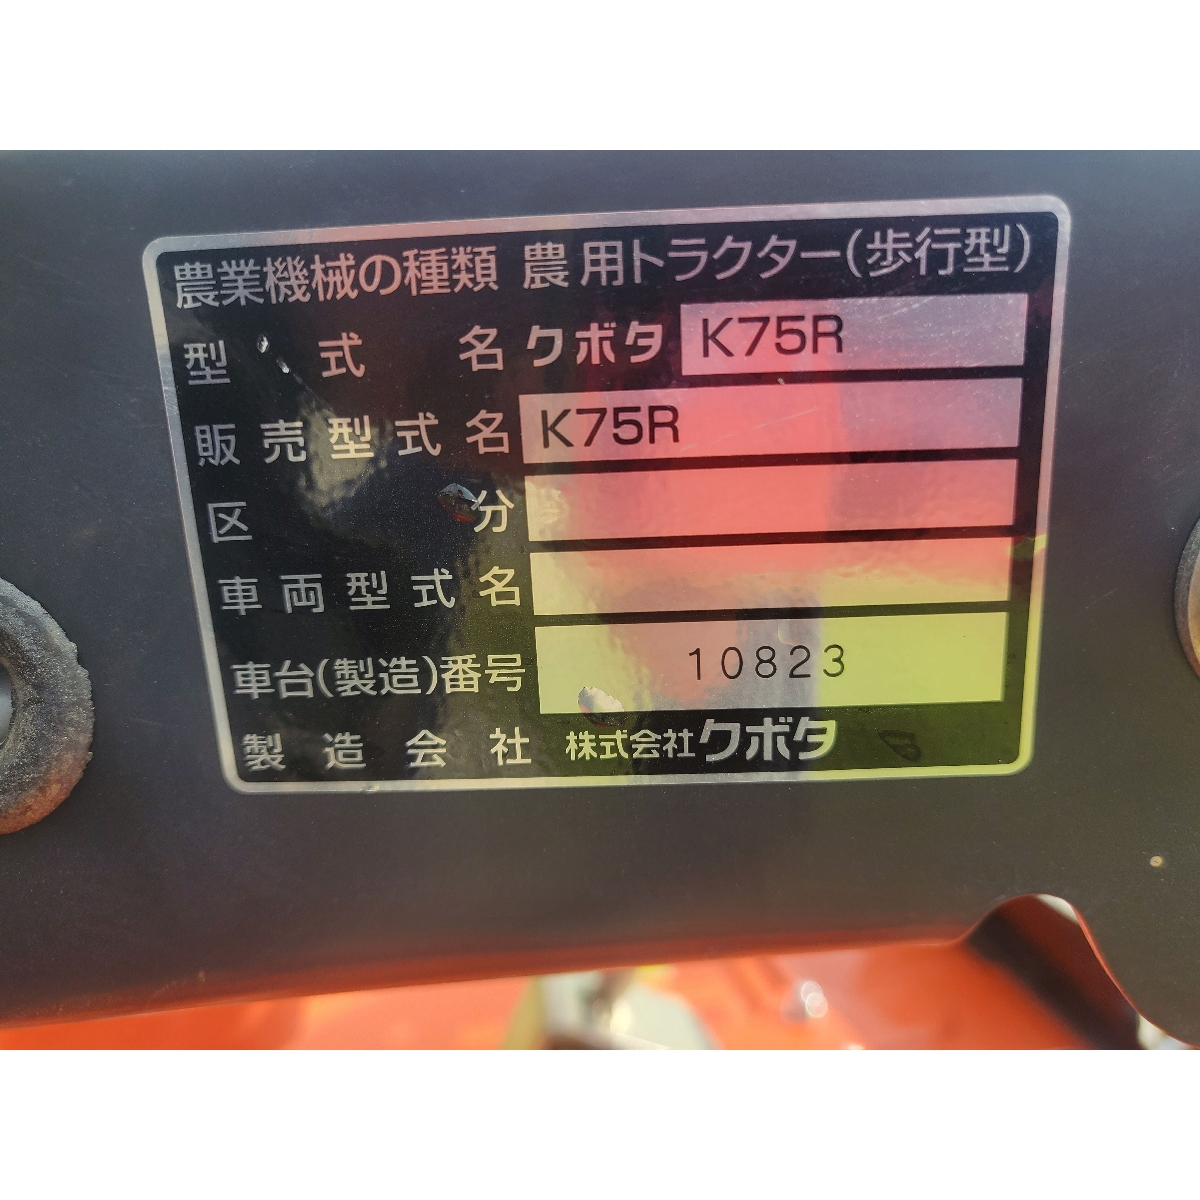 農業機械の種類 農用トラクター(歩行型)
型式名 クボタ K75R
販売型式名 K75R
区分
車両型式名
車台(製造)番号 10823
製造会社 株式会社クボタ